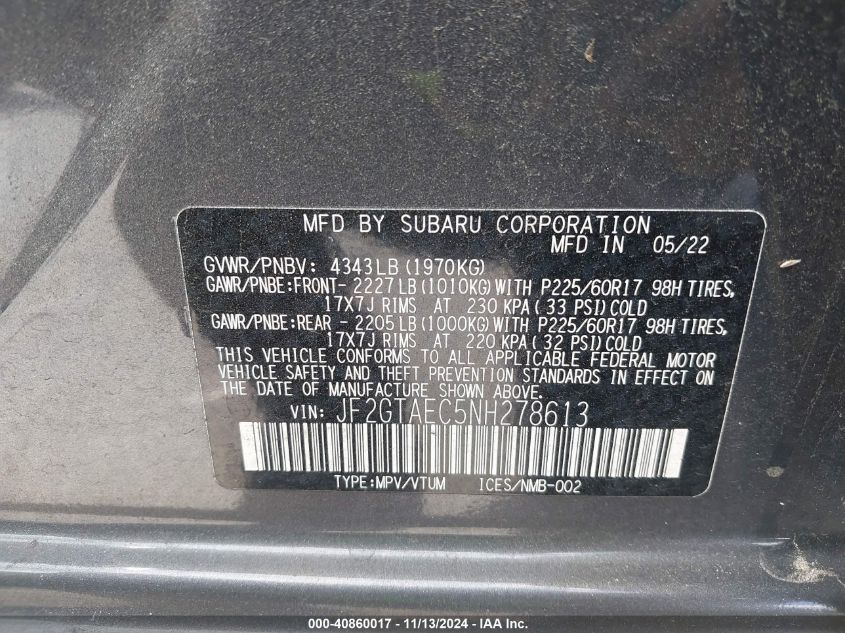 MFD BY SUBARU CORPORATION
MFD IN 05/22
GVWR/PNBV: 4343LB (1970KG)
GAWR/PNBE:FRONT- 2227LB (1010KG) WITH P225/60R17 98H TIRES,
17X7J RIMS AT 230 KPA( 33 PSI)COLD
GAWR/PNBE:REAR - 2205LB (1000KG) WITH P225/60R17 98H TIRES,
17X7J RIMS AT 220 KPA( 32 PSI)COLD
THIS VEHICLE CONFORMS TO ALL APPLICABLE FEDERAL MOTOR
VEHICLE SAFETY AND THEFT PREVENTION STANDARDS IN EFFECT ON
THE DATE OF MANUFACTURE SHOWN ABOVE.
VIN: JF2GTAEC5NH278613
TYPE:MPV/VTUM ICES/NMB-002
000-40860017 - 11/13/2024 - IAA Inc.